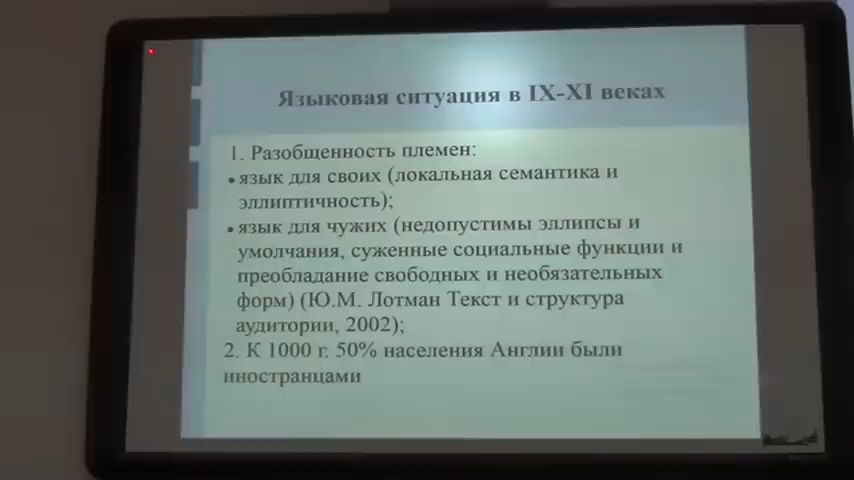 Языковая ситуация в IX-XI веках
1. Разобщенность племен:
• язык для своих (локальная семантика и
эллиптичность);
• язык для чужих (недопустимы эллипсы и
умолчания, суженные социальные функции и
преобладание свободных и необязательных
форм) (Ю.М. Лотман Текст и структура
аудитории, 2002);
2. К 1000 г. 50% населения Англии были
иностранцами